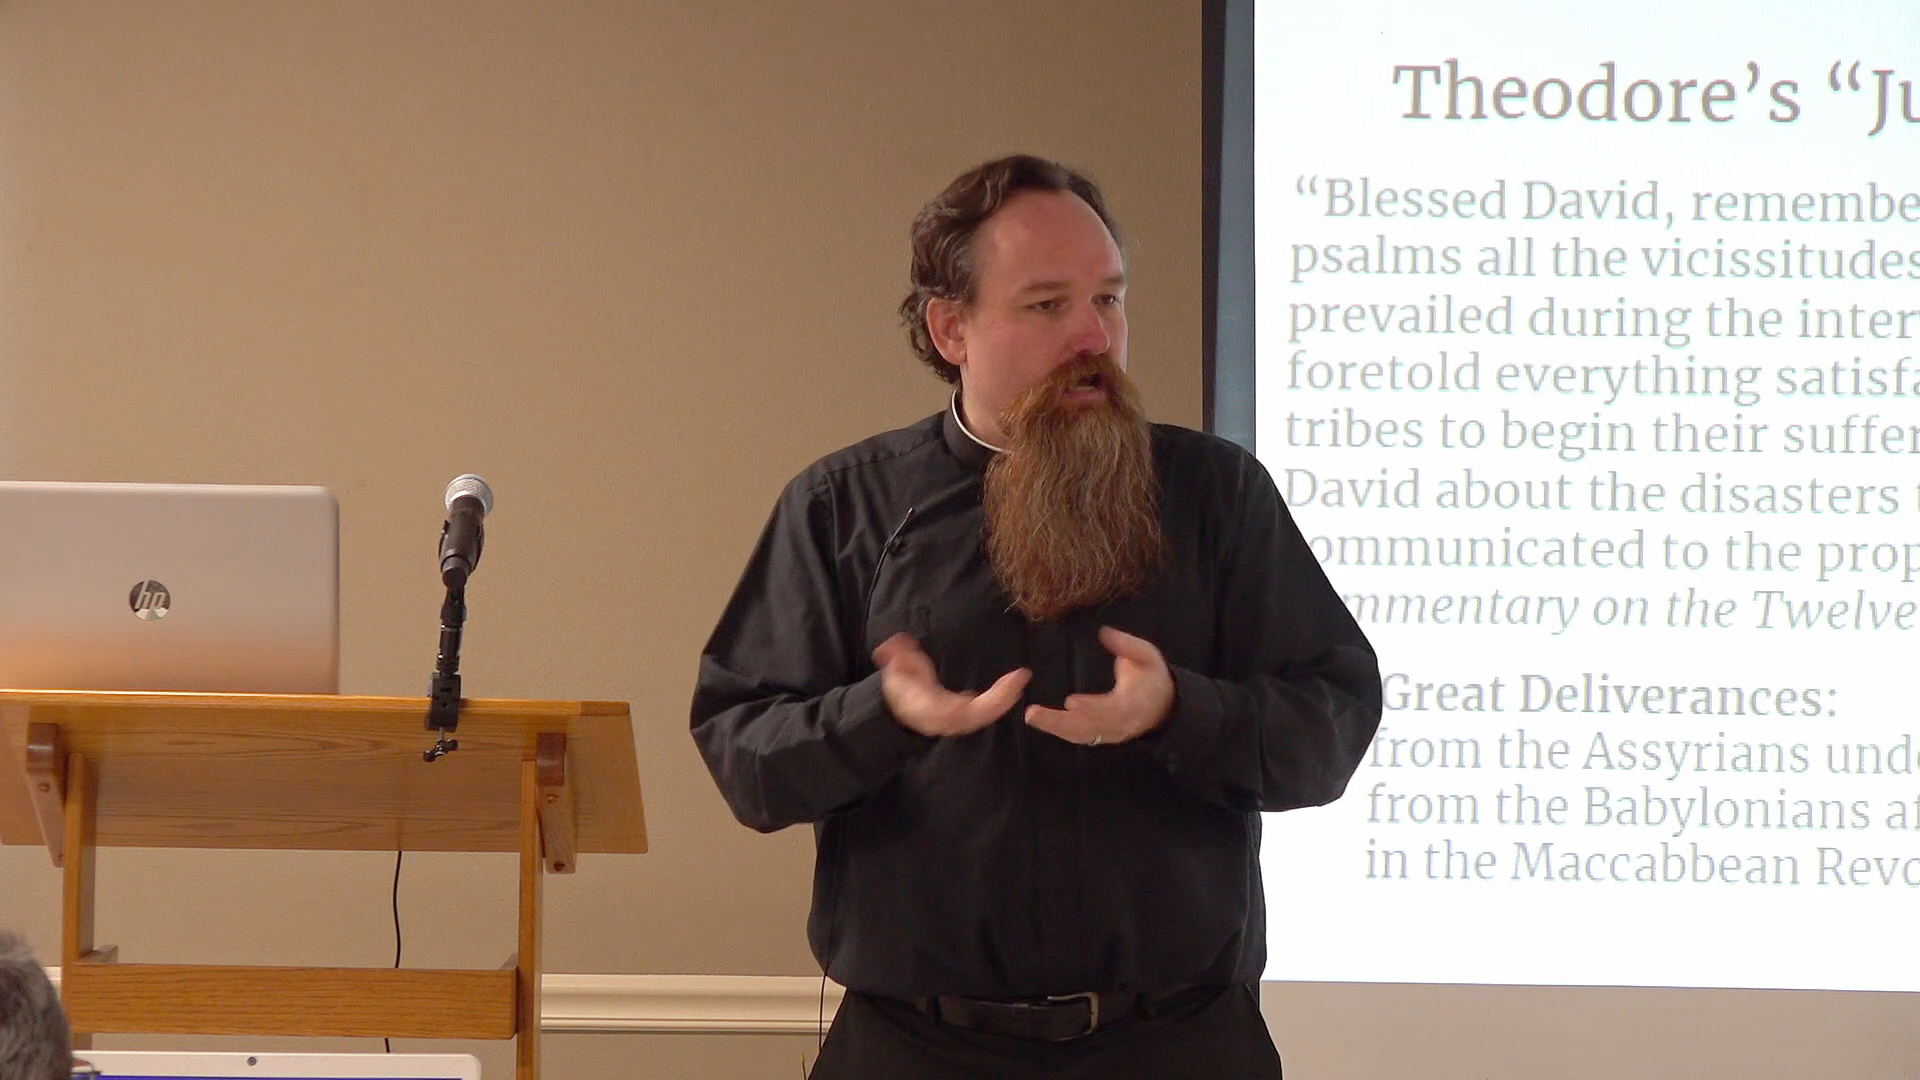 hp
Theodore's “Ju
“Blessed David, remembe
psalms all the vicissitudes
prevailed during the inter
foretold everything satisfa
tribes to begin their suffer
David about the disasters t
ommunicated to the prop
mmentary on the Twelve
Great Deliverances:
from the Assyrians unde
from the Babylonians af
in the Maccabbean Revo